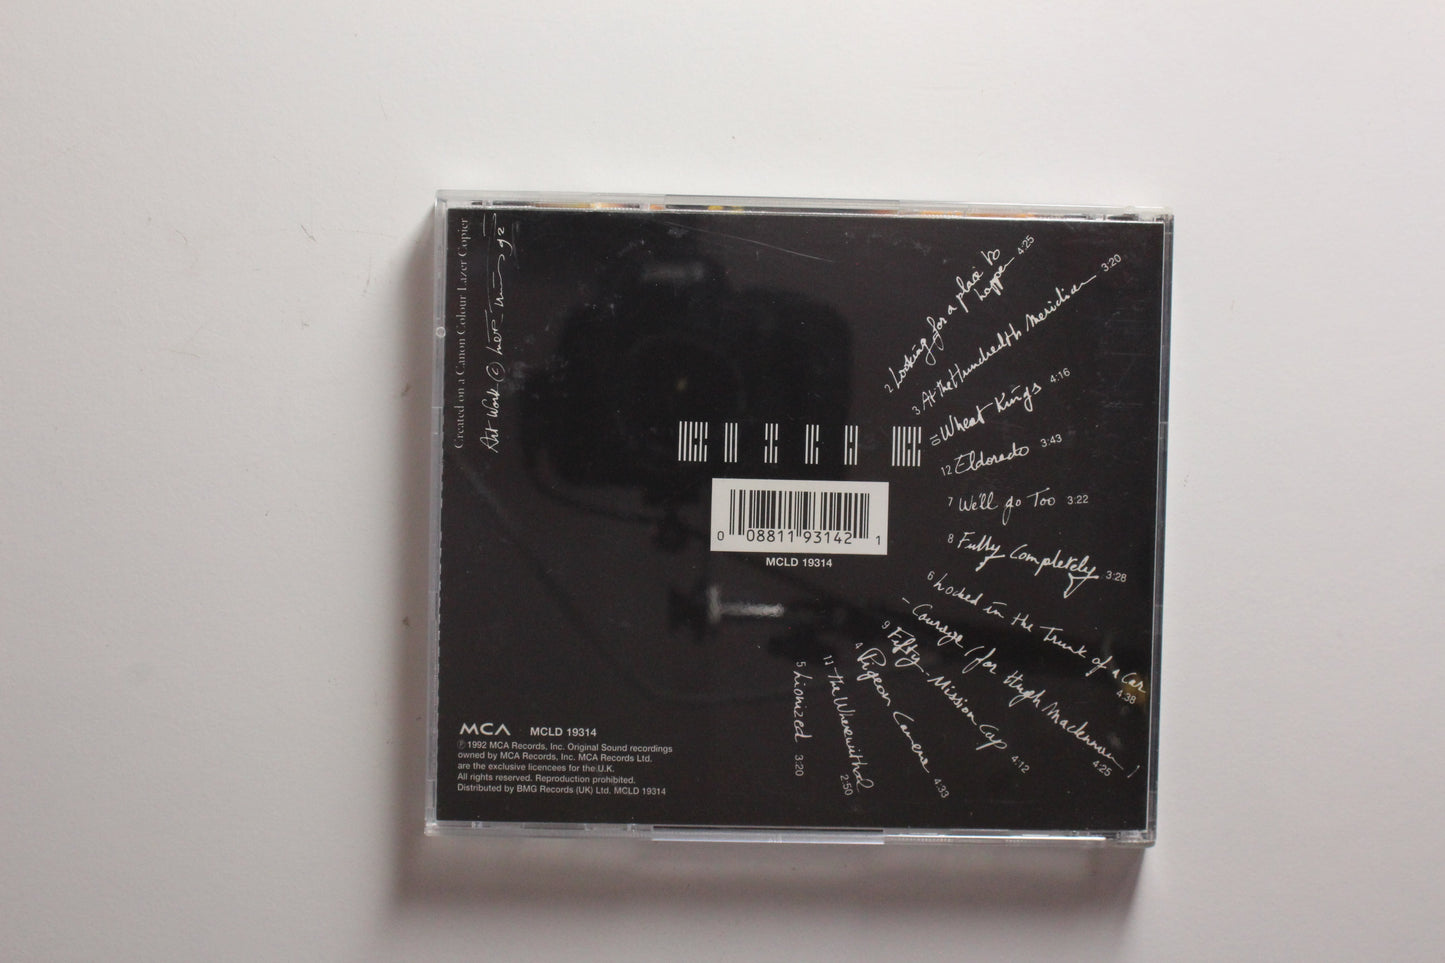 Created on a Canon Colour Lazer Copier
Art Work ©
2 Looking for a place to
happen 4:25
3 At the Hundredth Meridian 3:20
10 Wheat Kings 4:16
12 Eldorado 3:43
7 We'll go Too 3:22
8 Fully Completely 3:28
6 Locked in the Trunk of a Car
4:38
- Courage (for Hugh Maclennan)
4:25
9 Fifty-Mission Cap 4:12
4 Pigeon Camera 4:33
11 the Wherewithal
2:50
5 Lionized 3:20
0 08811 93142 1
MCLD 19314
MCA MCLD 19314
℗ 1992 MCA Records, Inc. Original Sound recordings
owned by MCA Records, Inc. MCA Records Ltd.
are the exclusive licencees for the U.K.
All rights reserved. Reproduction prohibited.
Distributed by BMG Records (UK) Ltd. MCLD 19314